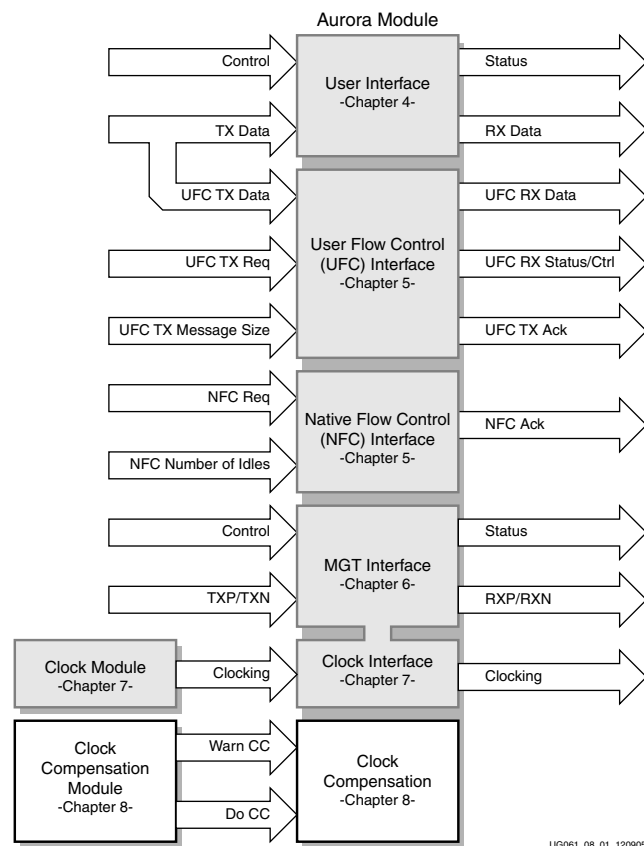 Aurora Module
Control
User Interface
-Chapter 4-
Status
TX Data
RX Data
UFC TX Data
UFC RX Data
UFC TX Req
User Flow Control
(UFC) Interface
-Chapter 5-
UFC RX Status/Ctrl
UFC TX Message Size
UFC TX Ack
NFC Req
Native Flow Control
(NFC) Interface
-Chapter 5-
NFC Ack
NFC Number of Idles
Control
MGT Interface
-Chapter 6-
Status
TXP/TXN
RXP/RXN
Clock Module
-Chapter 7-
Clocking
Clock Interface
-Chapter 7-
Clocking
Clock
Compensation
Module
-Chapter 8-
Warn CC
Do CC
Clock
Compensation
-Chapter 8-
UG061_08_01_120905